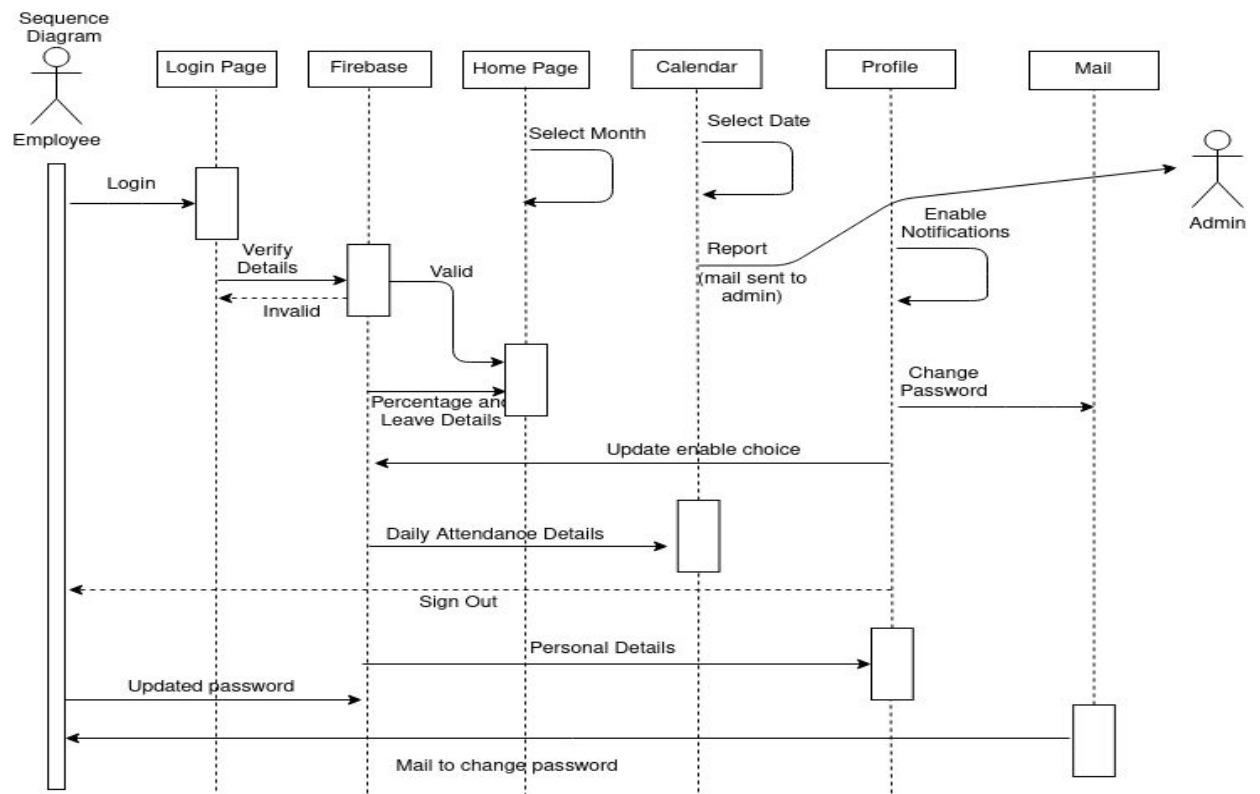 Sequence
Diagram
Employee
Login Page
Firebase
Home Page
Calendar
Profile
Mail
Select Month
Select Date
Admin
Login
Enable
Notifications
Verify
Details
Valid
Report
(mail sent to
admin)
Invalid
Change
Password
Percentage and
Leave Details
Update enable choice
Daily Attendance Details
Sign Out
Personal Details
Updated password
Mail to change password